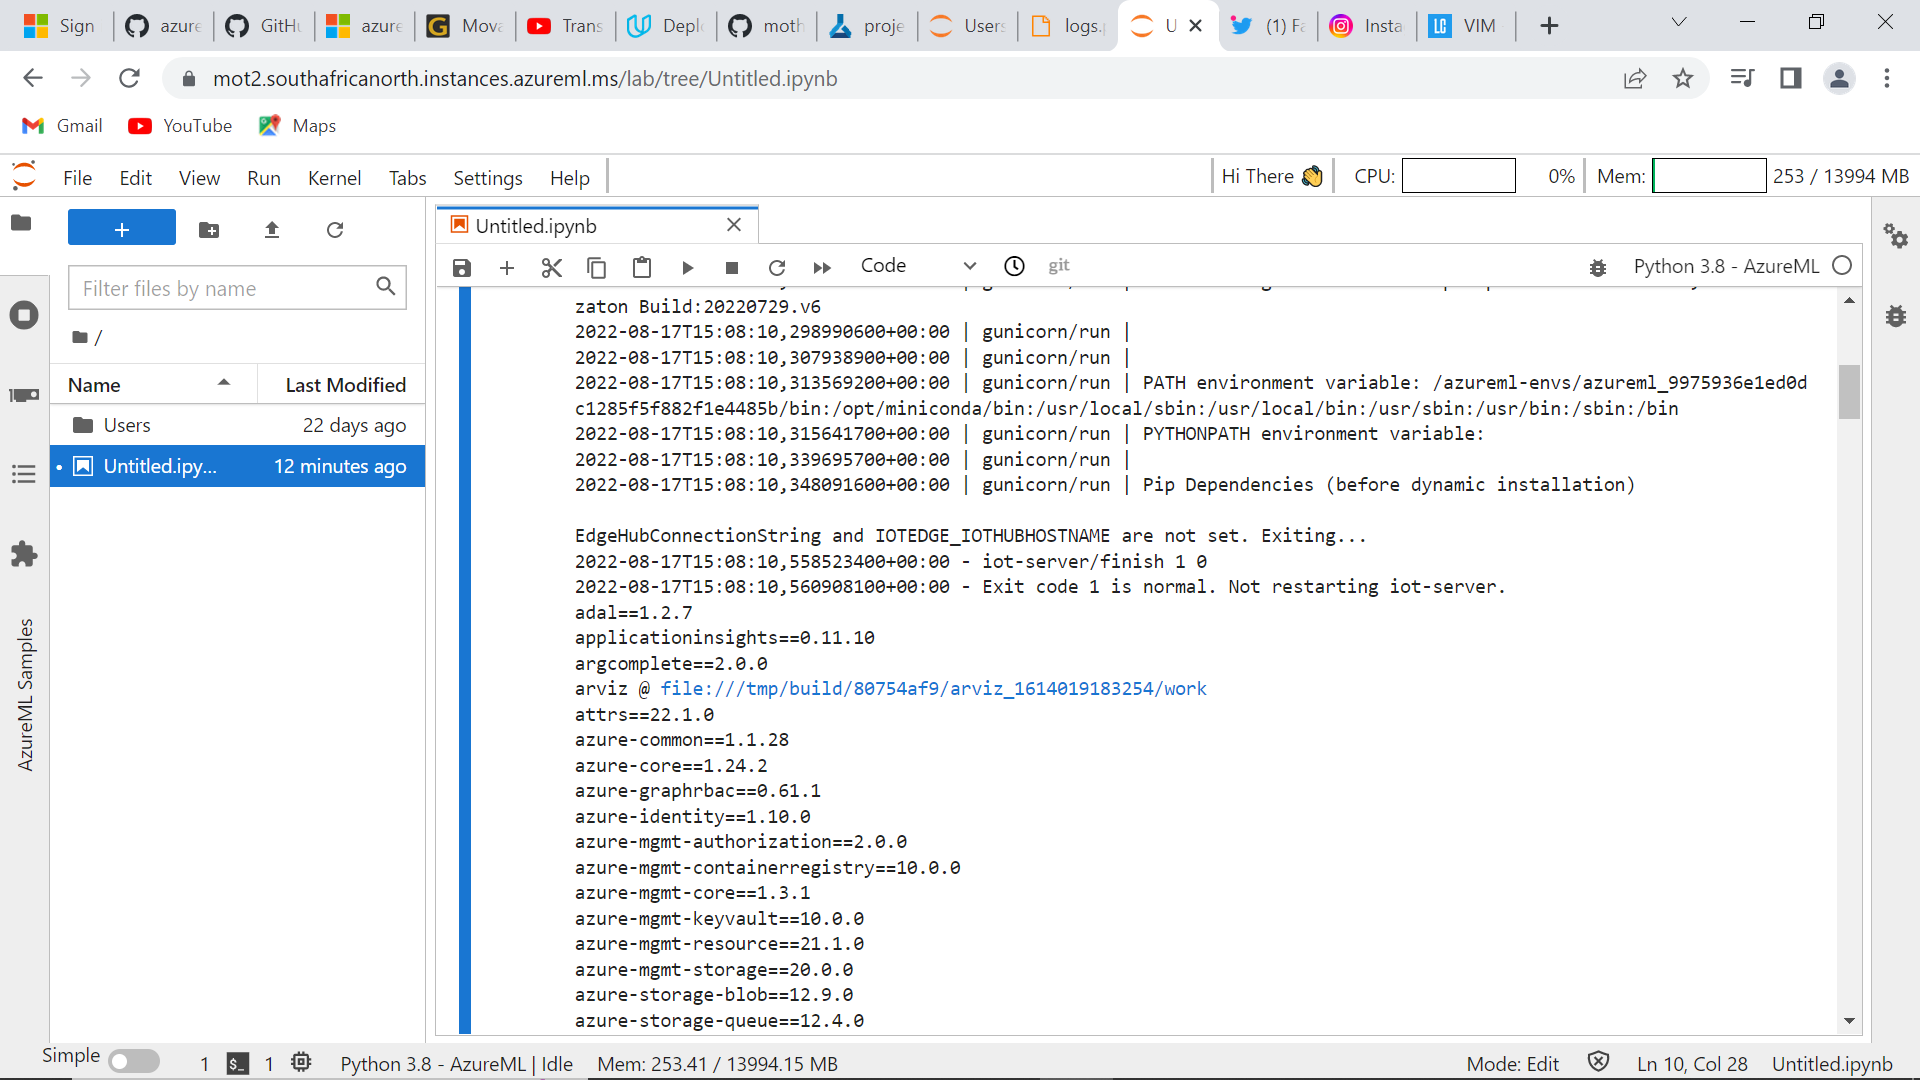 Sign
azure
GitHu
azure
Mova
Trans
Deplo
moth
proje
Users
logs.p
U
(1) Fa
Insta
VIM
mot2.southafricanorth.instances.azureml.ms/lab/tree/Untitled.ipynb
Gmail
YouTube
Maps
File Edit View Run Kernel Tabs Settings Help
Hi There 👋
CPU: 0%
Mem: 253 / 13994 MB
Filter files by name
/
Name Last Modified
Users 22 days ago
Untitled.ipy... 12 minutes ago
AzureML Samples
Untitled.ipynb
Code
git
Python 3.8 - AzureML
zaton Build:20220729.v6
2022-08-17T15:08:10,298990600+00:00 | gunicorn/run |
2022-08-17T15:08:10,307938900+00:00 | gunicorn/run |
2022-08-17T15:08:10,313569200+00:00 | gunicorn/run | PATH environment variable: /azureml-envs/azureml_9975936e1ed0d
c1285f5f882f1e4485b/bin:/opt/miniconda/bin:/usr/local/sbin:/usr/local/bin:/usr/sbin:/usr/bin:/sbin:/bin
2022-08-17T15:08:10,315641700+00:00 | gunicorn/run | PYTHONPATH environment variable:
2022-08-17T15:08:10,339695700+00:00 | gunicorn/run |
2022-08-17T15:08:10,348091600+00:00 | gunicorn/run | Pip Dependencies (before dynamic installation)
EdgeHubConnectionString and IOTEDGE_IOTHUBHOSTNAME are not set. Exiting...
2022-08-17T15:08:10,558523400+00:00 - iot-server/finish 1 0
2022-08-17T15:08:10,560908100+00:00 - Exit code 1 is normal. Not restarting iot-server.
adal==1.2.7
applicationinsights==0.11.10
argcomplete==2.0.0
arviz @ file:///tmp/build/80754af9/arviz_1614019183254/work
attrs==22.1.0
azure-common==1.1.28
azure-core==1.24.2
azure-graphrbac==0.61.1
azure-identity==1.10.0
azure-mgmt-authorization==2.0.0
azure-mgmt-containerregistry==10.0.0
azure-mgmt-core==1.3.1
azure-mgmt-keyvault==10.0.0
azure-mgmt-resource==21.1.0
azure-mgmt-storage==20.0.0
azure-storage-blob==12.9.0
azure-storage-queue==12.4.0
Simple
1
1
Python 3.8 - AzureML | Idle
Mem: 253.41 / 13994.15 MB
Mode: Edit
Ln 10, Col 28
Untitled.ipynb